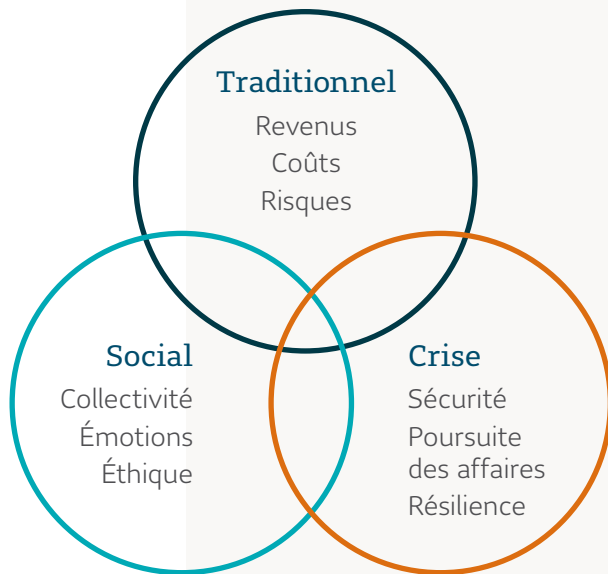 Traditionnel
Revenus
Coûts
Risques
Social
Collectivité
Émotions
Éthique
Crise
Sécurité
Poursuite
des affaires
Résilience